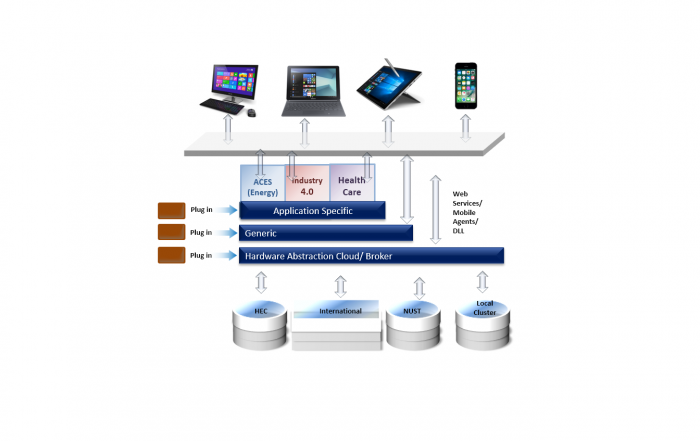 ACES
(Energy)
Industry
4.0
Health
Care
Plug in
Application Specific
Plug in
Generic
Plug in
Hardware Abstraction Cloud/ Broker
Web
Services/
Mobile
Agents/
DLL
HEC
International
NUST
Local
Cluster